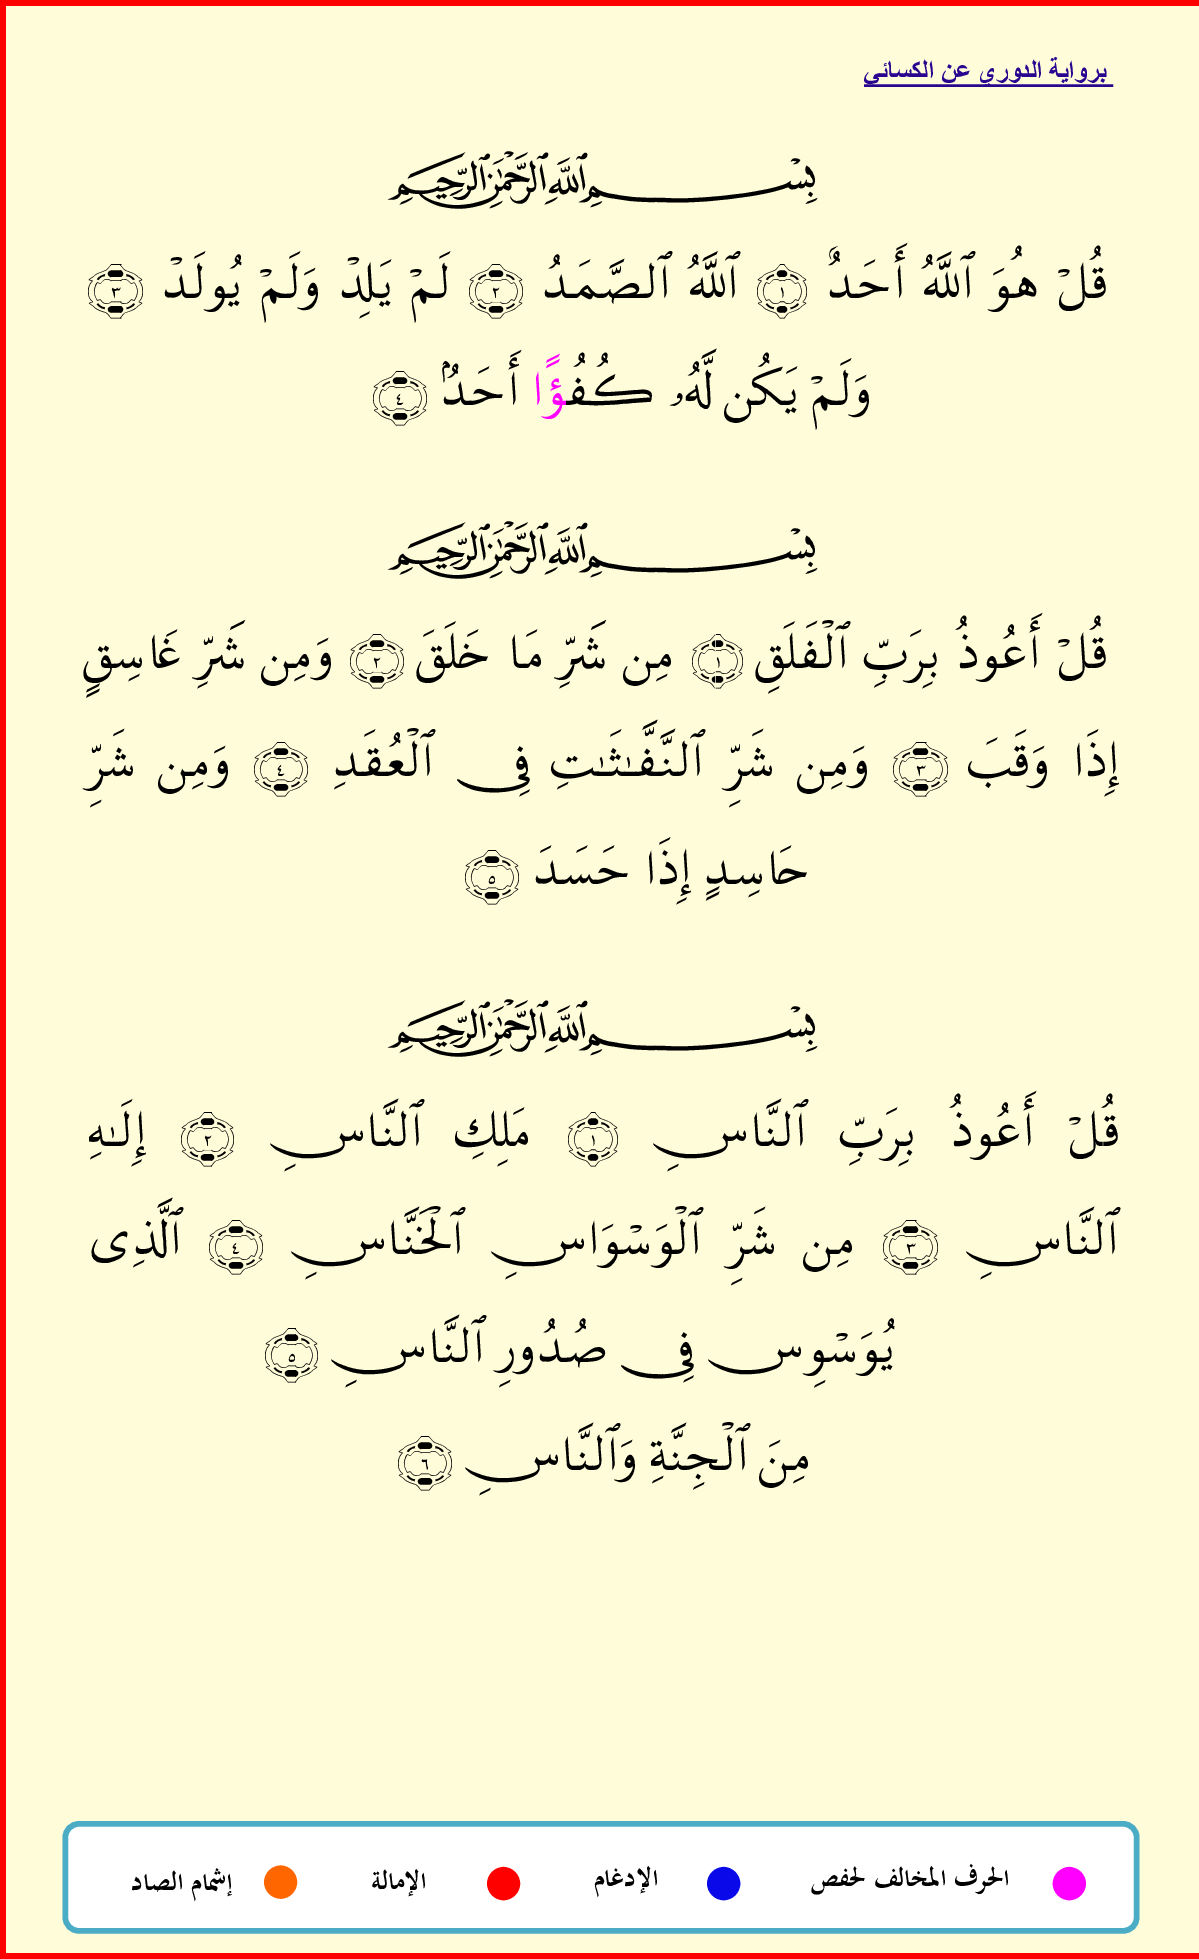 برواية الدوري عن الكسائي
بِسْمِ ٱللَّهِ ٱلرَّحْمَٰنِ ٱلرَّحِيمِ
قُلۡ هُوَ ٱللَّهُ أَحَدٌ ١ ٱللَّهُ ٱلصَّمَدُ ٢ لَمۡ يَلِدۡ وَلَمۡ يُولَدۡ ٣
وَلَمۡ يَكُن لَّهُۥ كُفُؤًا أَحَدُۢ ٤
بِسْمِ ٱللَّهِ ٱلرَّحْمَٰنِ ٱلرَّحِيمِ
قُلۡ أَعُوذُ بِرَبِّ ٱلۡفَلَقِ ١ مِن شَرِّ مَا خَلَقَ ٢ وَمِن شَرِّ غَاسِقٍ
إِذَا وَقَبَ ٣ وَمِن شَرِّ ٱلنَّفَّٰثَٰتِ فِي ٱلۡعُقَدِ ٤ وَمِن شَرِّ
حَاسِدٍ إِذَا حَسَدَ ٥
بِسْمِ ٱللَّهِ ٱلرَّحْمَٰنِ ٱلرَّحِيمِ
قُلۡ أَعُوذُ بِرَبِّ ٱلنَّاسِ ١ مَلِكِ ٱلنَّاسِ ٢ إِلَٰهِ
ٱلنَّاسِ ٣ مِن شَرِّ ٱلۡوَسۡوَاسِ ٱلۡخَنَّاسِ ٤ ٱلَّذِى
يُوَسۡوِس فِي صُدُورِ ٱلنَّاسِ ٥
مِنَ ٱلۡجِنَّةِ وَٱلنَّاسِ ٦
الحرف المخالف لحفص الإدغام الإمالة إشمام الصاد